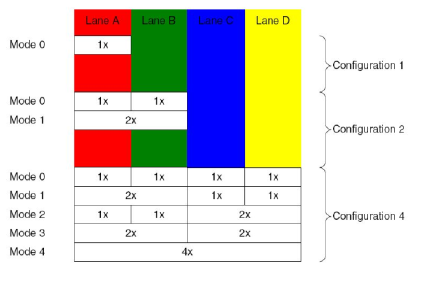 Lane A Lane B Lane C Lane D
Mode 0 1x
Configuration 1
Mode 0 1x 1x
Mode 1 2x
Configuration 2
Mode 0 1x 1x 1x 1x
Mode 1 2x 1x 1x
Mode 2 1x 1x 2x
Configuration 4
Mode 3 2x 2x
Mode 4 4x